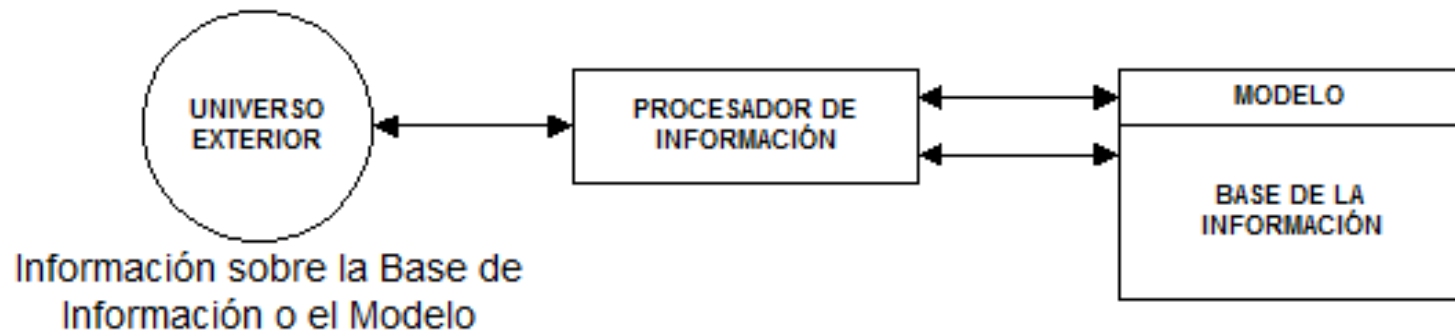 UNIVERSO
EXTERIOR
PROCESADOR DE
INFORMACIÓN
MODELO
BASE DE LA
INFORMACIÓN
Información sobre la Base de
Información o el Modelo